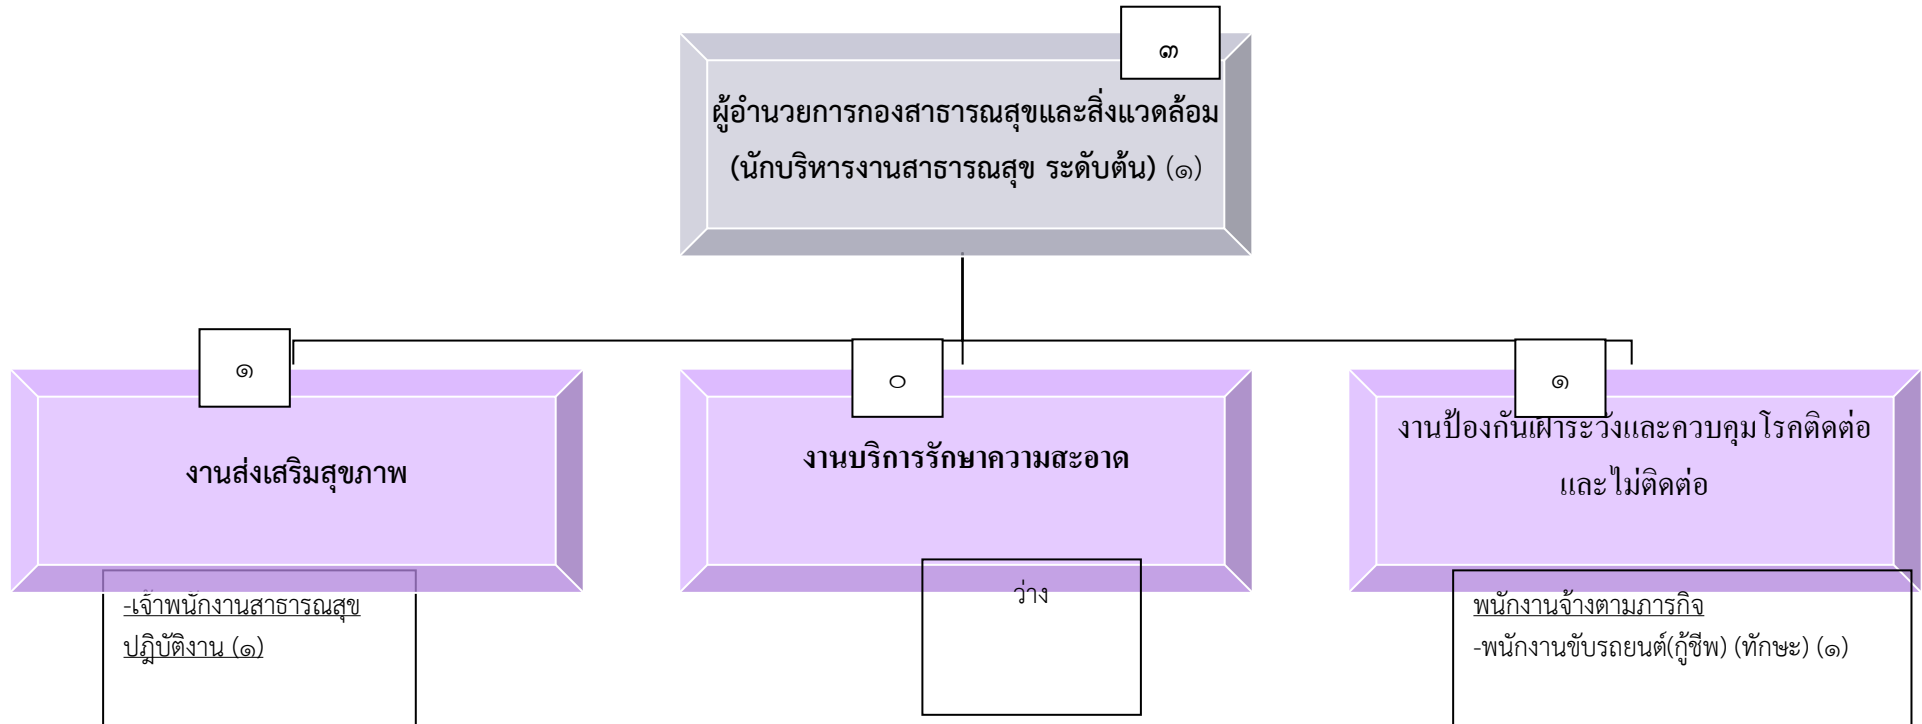 ๓
ผู้อำนวยการกองสาธารณสุขและสิ่งแวดล้อม
(นักบริหารงานสาธารณสุข ระดับต้น) (๑)
๑
งานส่งเสริมสุขภาพ
-เจ้าพนักงานสาธารณสุข
ปฏิบัติงาน (๑)
๐
งานบริการรักษาความสะอาด
ว่าง
๑
งานป้องกันเฝ้าระวังและควบคุมโรคติดต่อ
และไม่ติดต่อ
พนักงานจ้างตามภารกิจ
-พนักงานขับรถยนต์(กู้ชีพ) (ทักษะ) (๑)